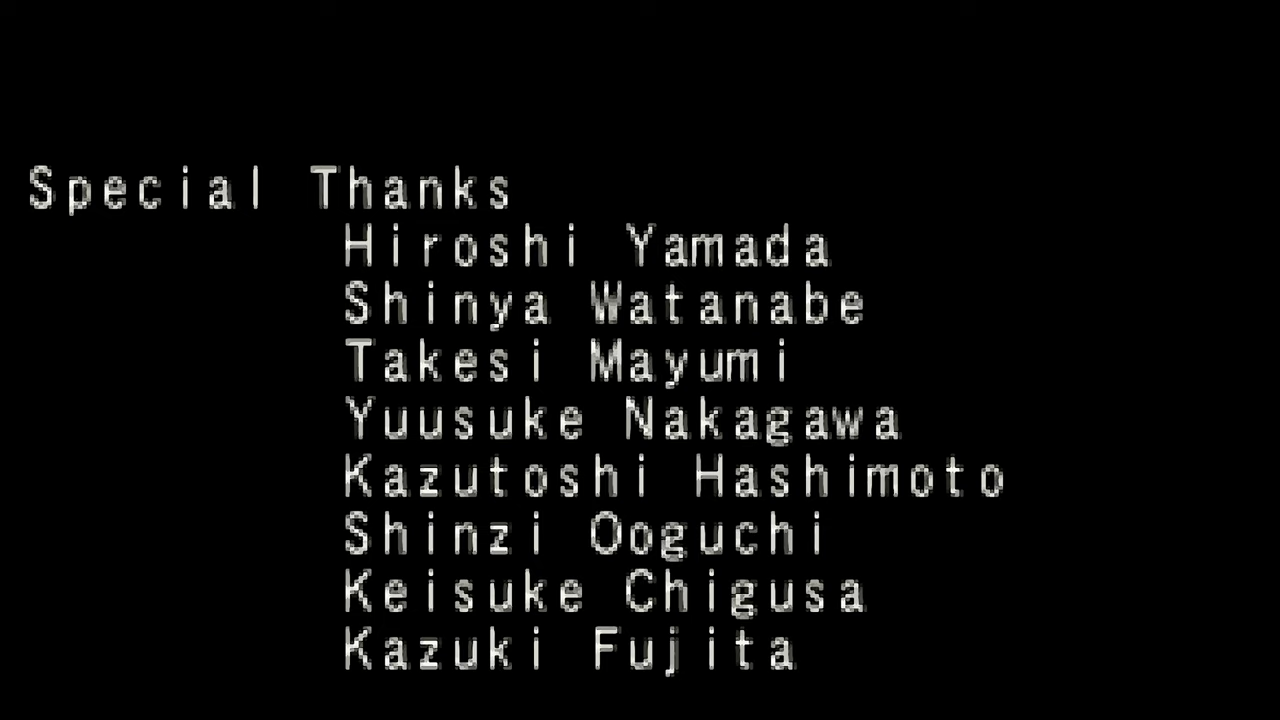 Special Thanks
Hiroshi Yamada
Shinya Watanabe
Takesi Mayumi
Yuusuke Nakagawa
Kazutoshi Hashimoto
Shinzi Ooguchi
Keisuke Chigusa
Kazuki Fujita